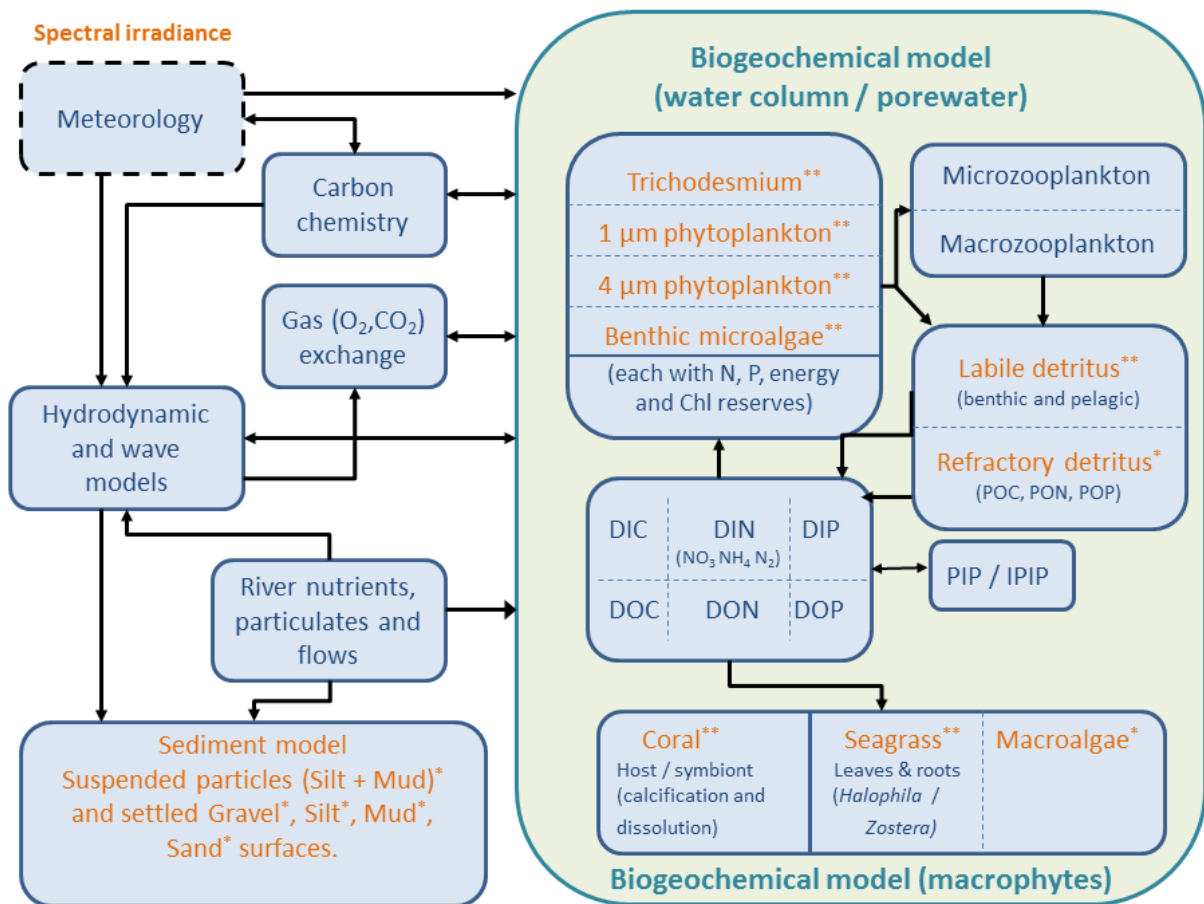 Spectral irradiance
Meteorology
Carbon
chemistry
Gas (O₂,CO₂)
exchange
Hydrodynamic
and wave
models
River nutrients,
particulates and
flows
Sediment model
Suspended particles (Silt + Mud)*
and settled Gravel*, Silt*, Mud*,
Sand* surfaces.
Biogeochemical model
(water column / porewater)
Trichodesmium**
1 µm phytoplankton**
4 µm phytoplankton**
Benthic microalgae**
(each with N, P, energy
and Chl reserves)
Microzooplankton
Macrozooplankton
Labile detritus**
(benthic and pelagic)
Refractory detritus*
(POC, PON, POP)
DIC DIN DIP
(NO₃ NH₄ N₂)
DOC DON DOP
PIP / IPIP
Coral**
Host / symbiont
(calcification and
dissolution)
Seagrass**
Leaves & roots
(Halophila /
Zostera)
Macroalgae*
Biogeochemical model (macrophytes)